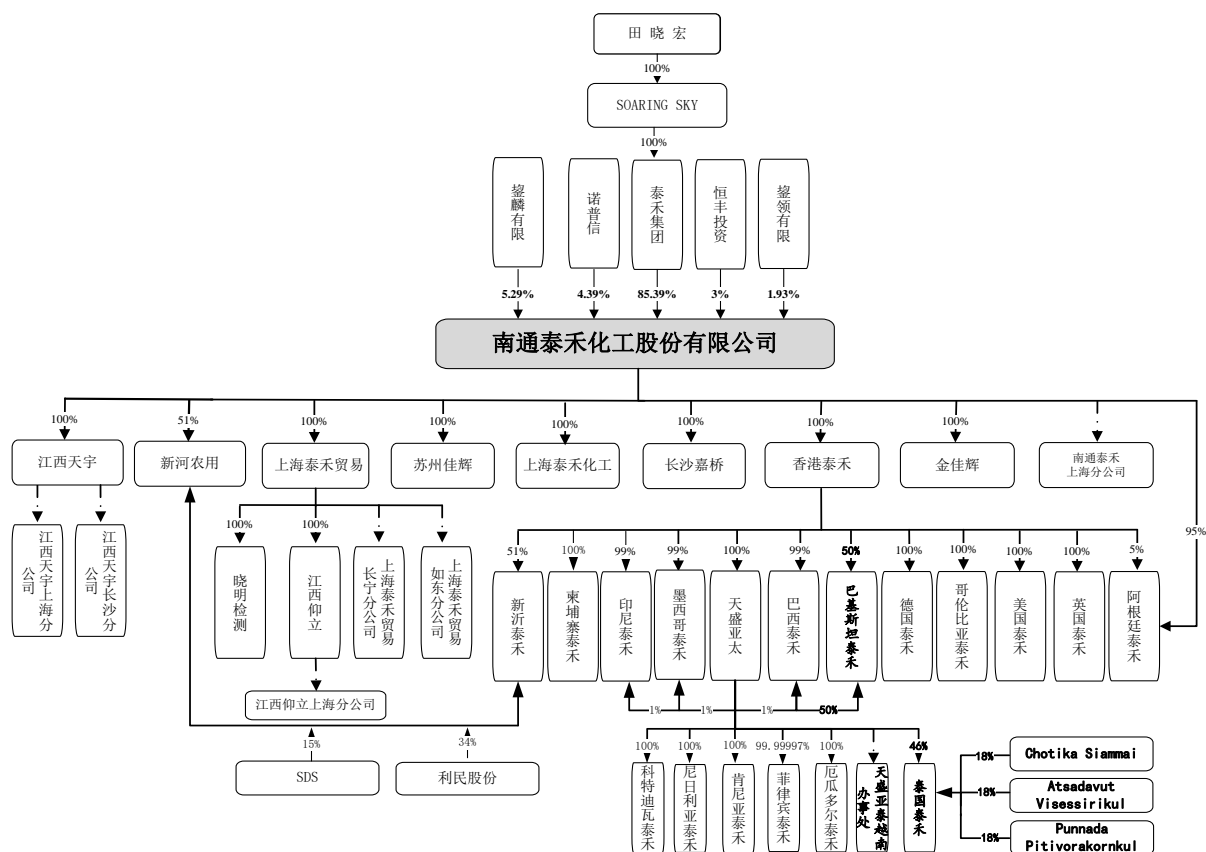 田 晓 宏
100%
SOARING SKY
100%
鋆麟有限
诺普信
泰禾集团
恒丰投资
鋆领有限
5.29%
4.39%
85.39%
3%
1.93%
南通泰禾化工股份有限公司
100%
51%
100%
100%
100%
100%
100%
100%
江西天宇
新河农用
上海泰禾贸易
苏州佳辉
上海泰禾化工
长沙嘉桥
香港泰禾
金佳辉
南通泰禾
上海分公司
95%
江西天宇上海分
公司
江西天宇长沙分
公司
100%
100%
晓明检测
江西仰立
上海泰禾贸易
长宁分公司
上海泰禾贸易
如东分公司
江西仰立上海分公司
51%
100%
99%
99%
100%
99%
50%
100%
100%
100%
100%
5%
新沂泰禾
柬埔寨泰禾
印尼泰禾
墨西哥泰禾
天盛亚太
巴西泰禾
巴基斯坦泰禾
德国泰禾
哥伦比亚泰禾
美国泰禾
英国泰禾
阿根廷泰禾
1%
1%
1%
50%
15%
34%
SDS
利民股份
100%
100%
100%
99.99997%
100%
46%
科特迪瓦泰禾
尼日利亚泰禾
肯尼亚泰禾
菲律宾泰禾
厄瓜多尔泰禾
天盛亚泰越南
办事处
泰国泰禾
18%
Chotika Siammai
18%
Atsadavut
Visessirikul
18%
Punnada
Pitivorakornkul